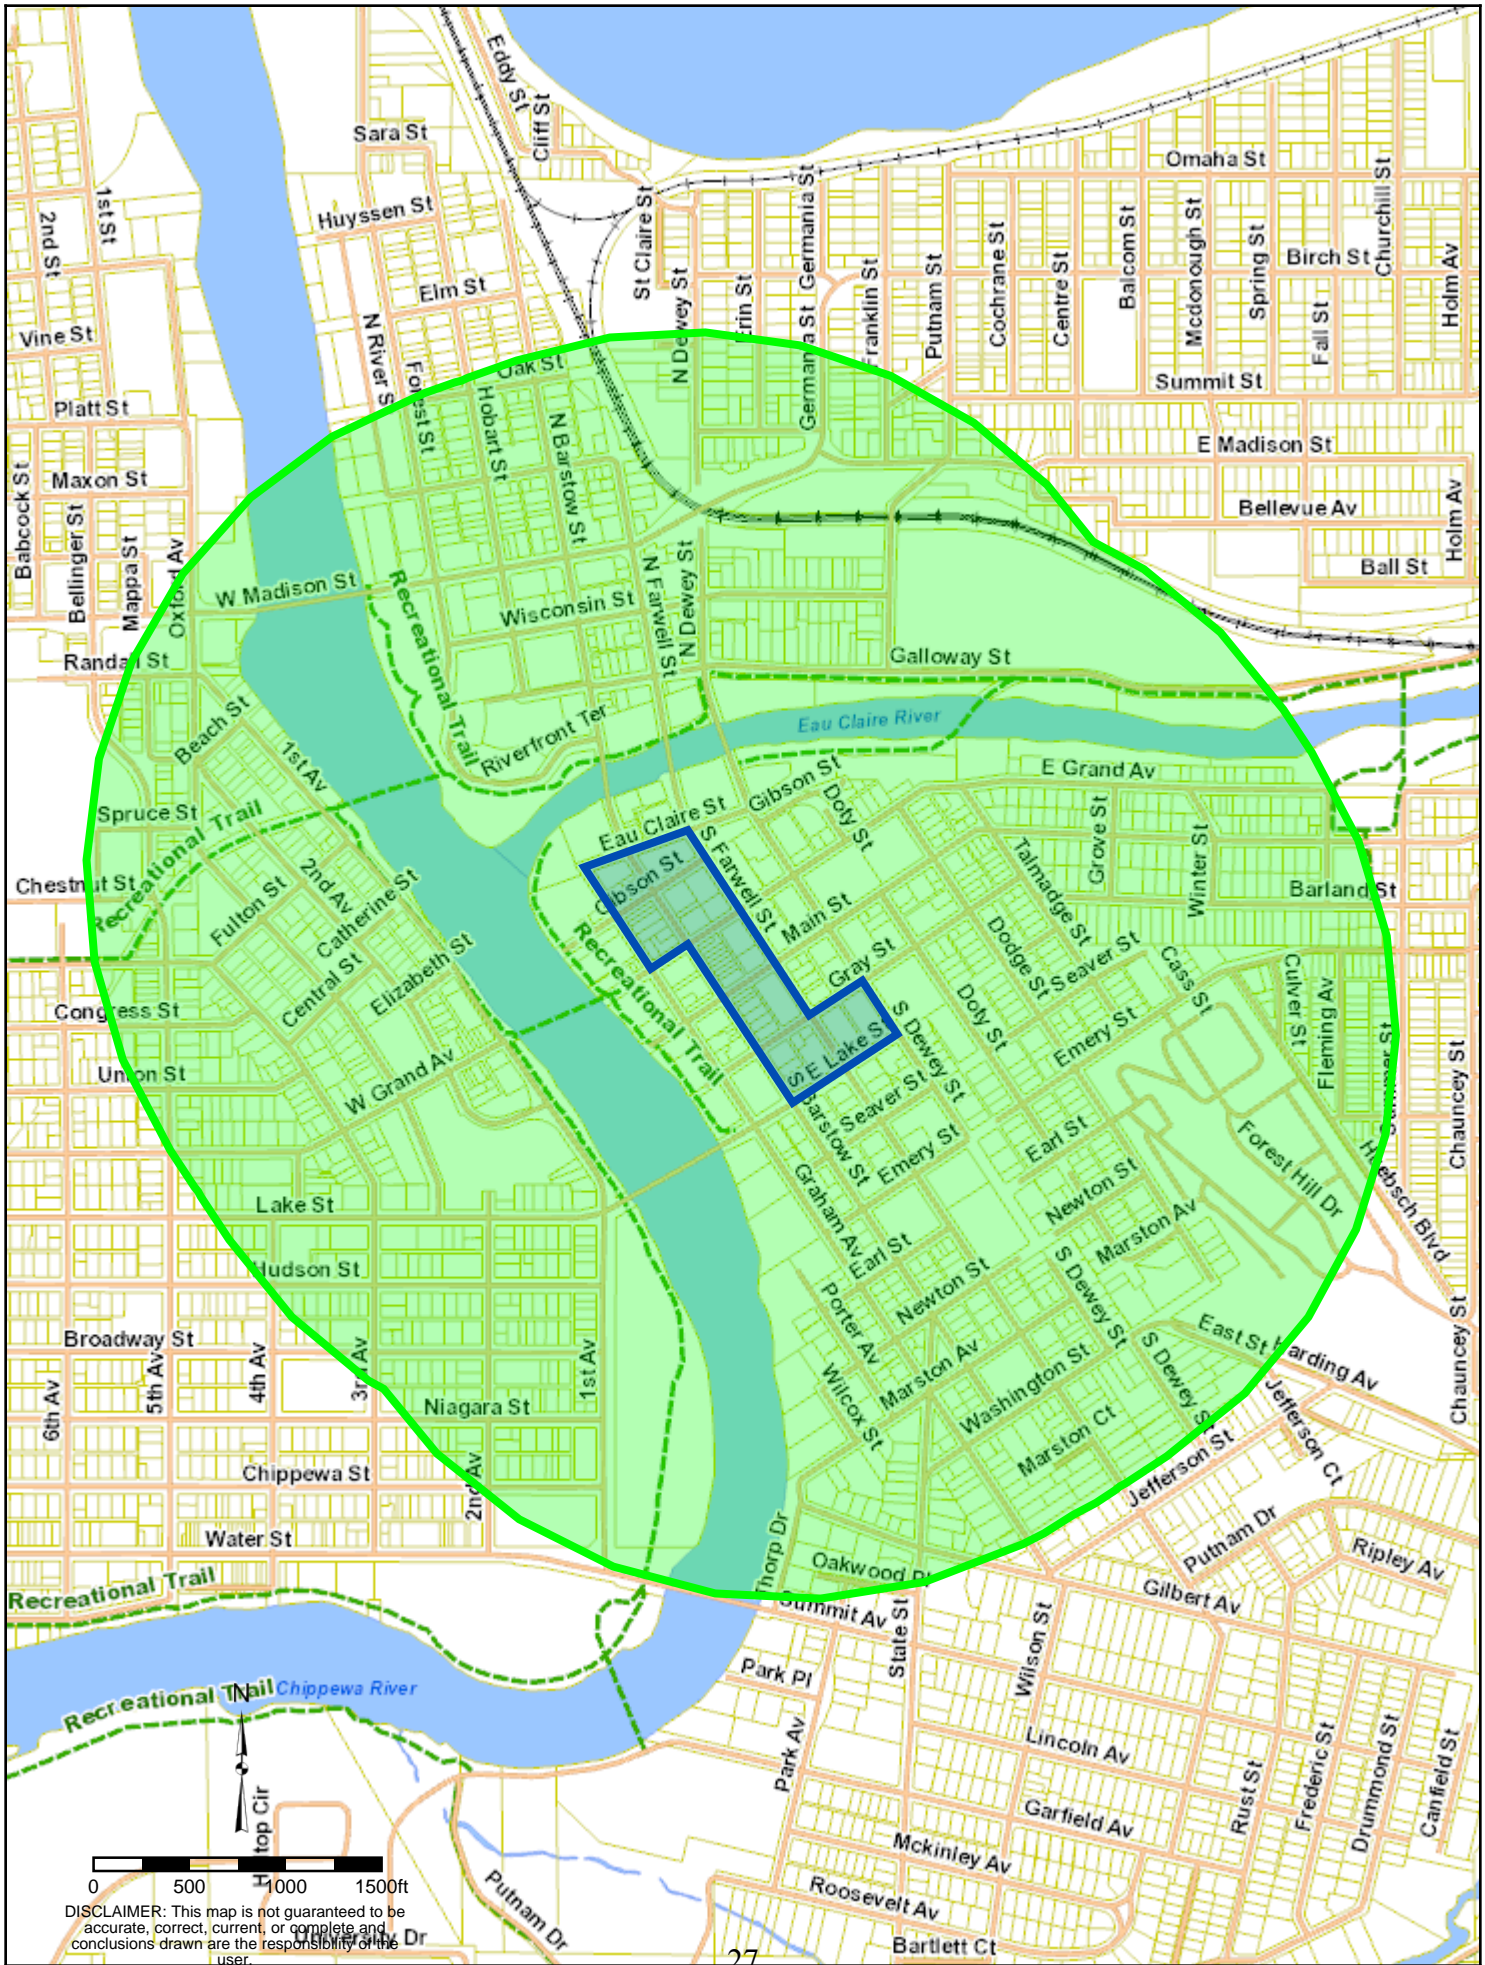 Eddy St
Cliff St
Sara St
Omaha St
Churchill St
1st St
2nd St
Huyssen St
St Claire St
Germania St
Balcom St
Mcdonough St
Spring St
Birch St
Holm Av
Elm St
N Dewey St
Erin St
Franklin St
Putnam St
Cochrane St
Centre St
Fall St
Vine St
N River S
Forest St
Oak St
Germania St
Summit St
Platt St
Hobart St
N Barstow St
E Madison St
Babcock St
Maxon St
Bellinger St
Mappa St
Oxford Av
Bellevue Av
Holm Av
Ball St
W Madison St
Recreational Trail
Wisconsin St
N Farwell St
N Dewey St
Randall St
Galloway St
Beach St
1st Av
Riverfront Ter
Eau Claire River
E Grand Av
Gibson St
Doty St
Spruce St
Recreational Trail
Eau Claire St
S Farwell St
Talmadge St
Grove St
Winter St
Chestnut St
2nd Av
Catherine St
Fulton St
Gibson St
Main St
Barland St
Central St
Elizabeth St
Recreational Trail
Gray St
Dodge St
Seaver St
Cass St
Culver St
Fleming Av
Summer St
Congress St
S Dewey St
Doty St
Emery St
Union St
W Grand Av
S
E Lake St
Barstow St
Seaver St
Emery St
Earl St
Forest Hill Dr
Chauncey St
Lake St
Graham Av
Newton St
Marston Av
Huebsch Blvd
Hudson St
Earl St
Newton St
S Dewey St
Porter Av
Broadway St
6th Av
5th Av
4th Av
3rd Av
1st Av
Wilcox St
Marston Av
Washington St
S Dewey St
East St
Harding Av
Chauncey St
Niagara St
Marston Ct
Jefferson St
Jefferson Ct
Chippewa St
2nd Av
Water St
Thorp Dr
Oakwood Pl
Putnam Dr
Ripley Av
Recreational Trail
Summit Av
State St
Wilson St
Gilbert Av
Recreational Trail
Chippewa River
N
Park Pl
Park Av
Lincoln Av
Rust St
Frederic St
Drummond St
Canfield St
Hilltop Cir
Garfield Av
Mckinley Av
Roosevelt Av
Putnam Dr
Bartlett Ct
University Dr
0 500 1000 1500ft
DISCLAIMER: This map is not guaranteed to be
accurate, correct, current, or complete and
conclusions drawn are the responsibility of the
user.
27